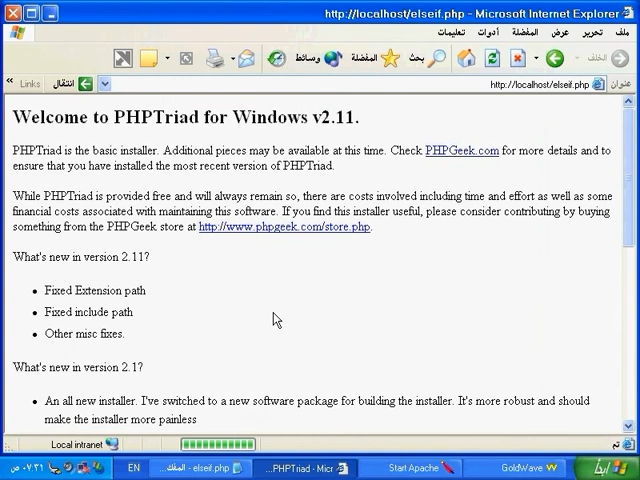 http://localhost/elseif.php - Microsoft Internet Explorer
ملف تحرير عرض المفضلة أدوات تعليمات
الخلف بحث المفضلة وسائط
عنوان http://localhost/elseif.php انتقال Links »
Welcome to PHPTriad for Windows v2.11.
PHPTriad is the basic installer. Additional pieces may be available at this time. Check PHPGeek.com for more details and to
ensure that you have installed the most recent version of PHPTriad.
While PHPTriad is provided free and will always remain so, there are costs involved including time and effort as well as some
financial costs associated with maintaining this software. If you find this installer useful, please consider contributing by buying
something from the PHPGeek store at http://www.phpgeek.com/store.php.
What's new in version 2.11?
• Fixed Extension path
• Fixed include path
• Other misc fixes.
What's new in version 2.1?
• An all new installer. I've switched to a new software package for building the installer. It's more robust and should
make the installer more painless
Local intranet تم
ابدأ GoldWave Start Apache ...PHPTriad - Micr elseif.php - المفك... EN ٠٧:٣١ ص